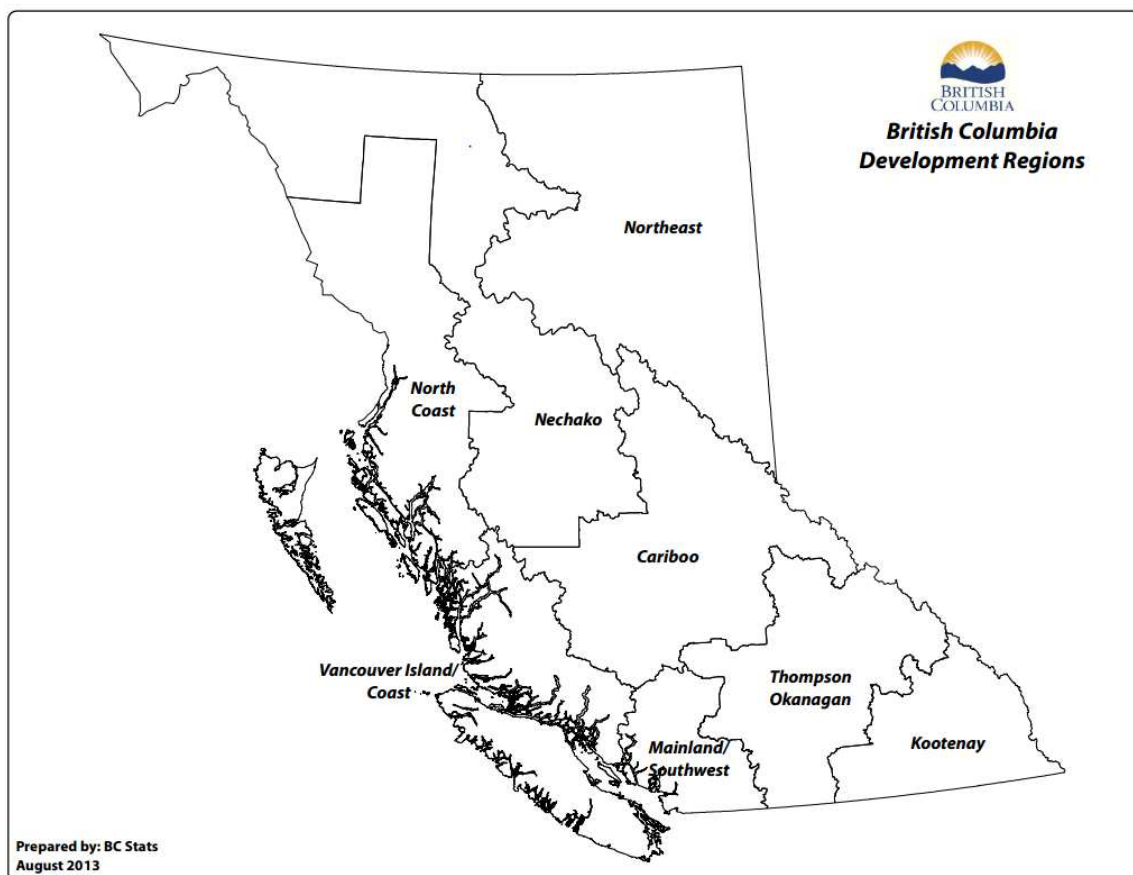 BRITISH
COLUMBIA
British Columbia
Development Regions
Northeast
North
Coast
Nechako
Cariboo
Vancouver Island/
Coast
Thompson
Okanagan
Mainland/
Southwest
Kootenay
Prepared by: BC Stats
August 2013